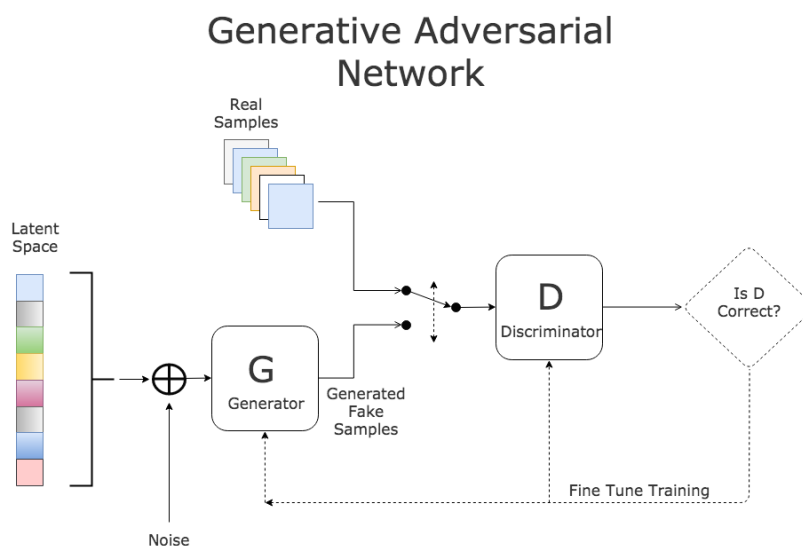 Generative Adversarial
Network
Real
Samples
Latent
Space
G
Generator
Generated
Fake
Samples
D
Discriminator
Is D
Correct?
Fine Tune Training
Noise